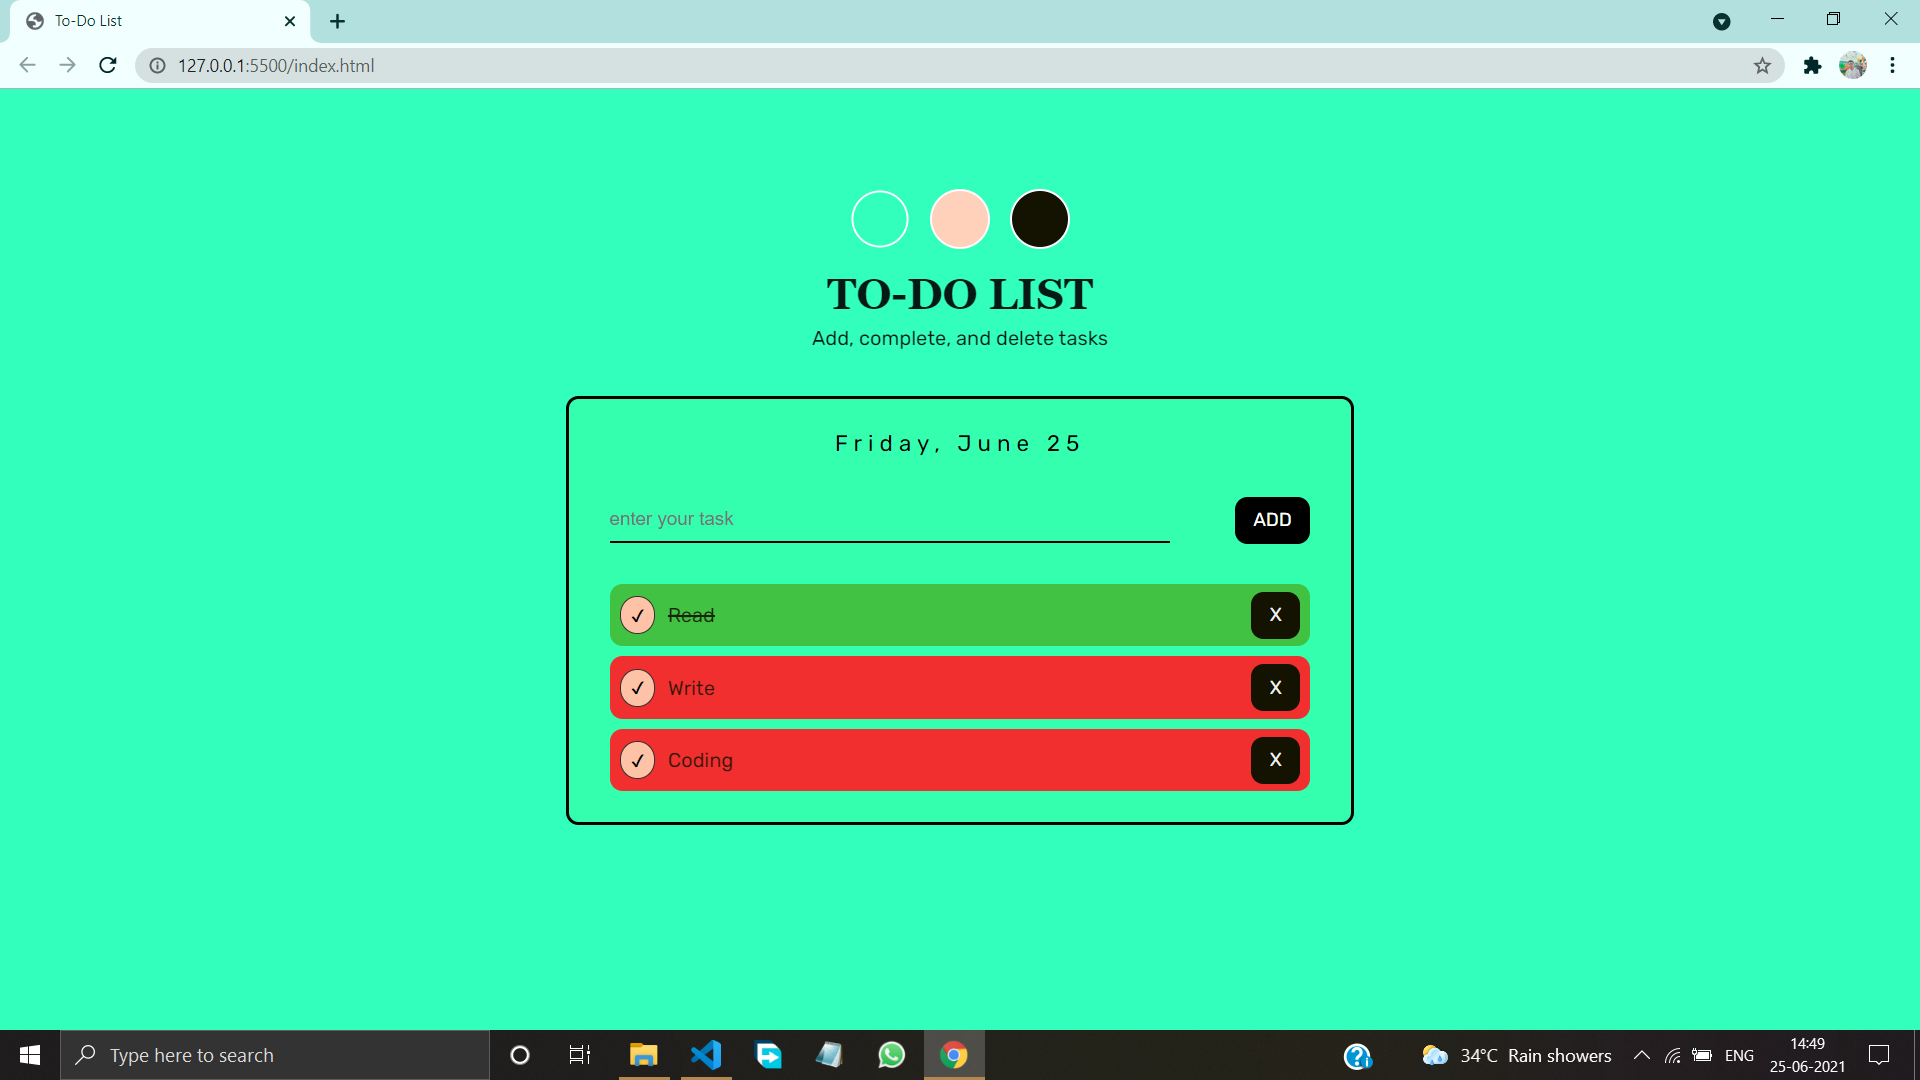 To-Do List
127.0.0.1:5500/index.html
TO-DO LIST
Add, complete, and delete tasks
Friday, June 25
enter your task
ADD
✓ Read X
✓ Write X
✓ Coding X
Type here to search
34°C Rain showers
ENG
14:49
25-06-2021